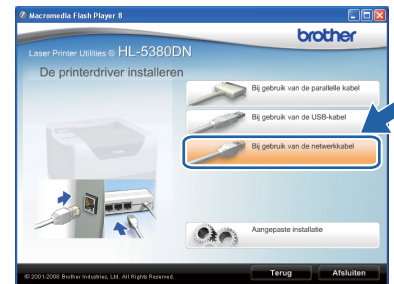 Macromedia Flash Player 8
brother
Laser Printer Utilities ® HL-5380DN
De printerdriver installeren
Bij gebruik van de parallelle kabel
Bij gebruik van de USB-kabel
Bij gebruik van de netwerkkabel
Aangepaste installatie
© 2001-2008 Brother Industries, Ltd. All Rights Reserved.
Terug
Afsluiten